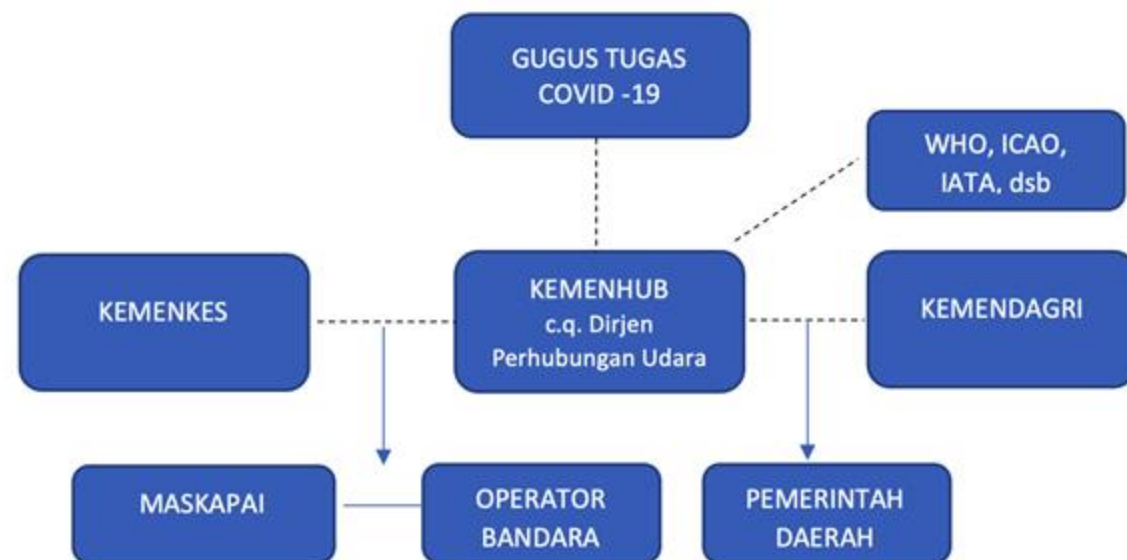 GUGUS TUGAS
COVID -19
WHO, ICAO,
IATA, dsb
KEMENKES
KEMENHUB
c.q. Dirjen
Perhubungan Udara
KEMENDAGRI
MASKAPAI
OPERATOR
BANDARA
PEMERINTAH
DAERAH